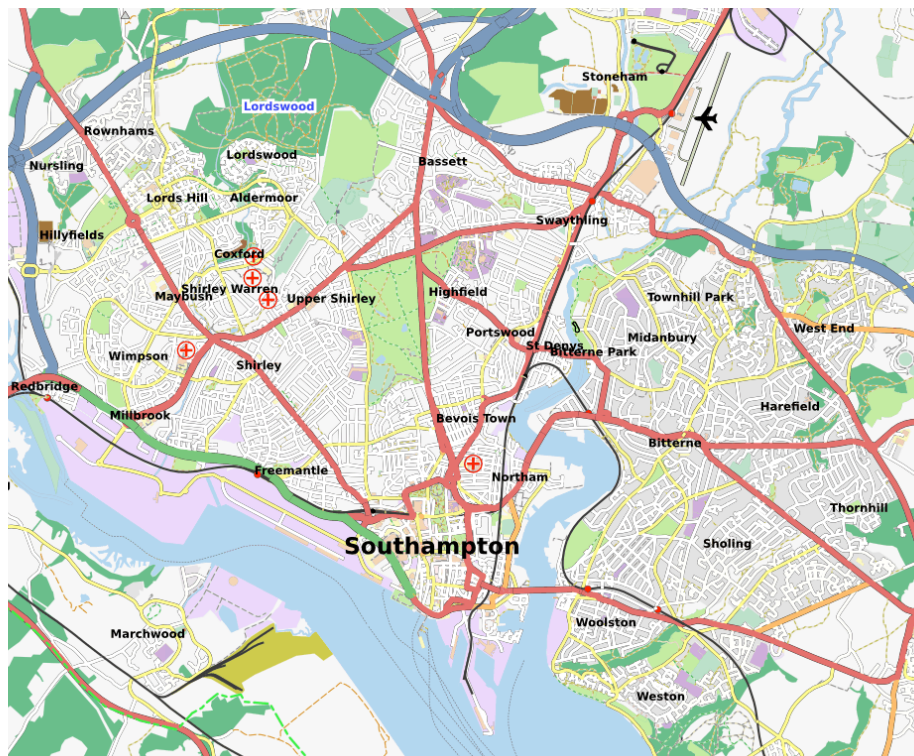 Stoneham
Lordswood
Rownhams
Lordswood
Bassett
Nursling
Lords Hill
Aldermoor
Swaythling
Hillyfields
Coxford
Shirley Warren
Maybush
Upper Shirley
Highfield
Townhill Park
West End
Portswood
Midanbury
St Denys
Bitterne Park
Wimpson
Shirley
Redbridge
Harefield
Millbrook
Bevois Town
Bitterne
Freemantle
Northam
Thornhill
Southampton
Sholing
Woolston
Marchwood
Weston